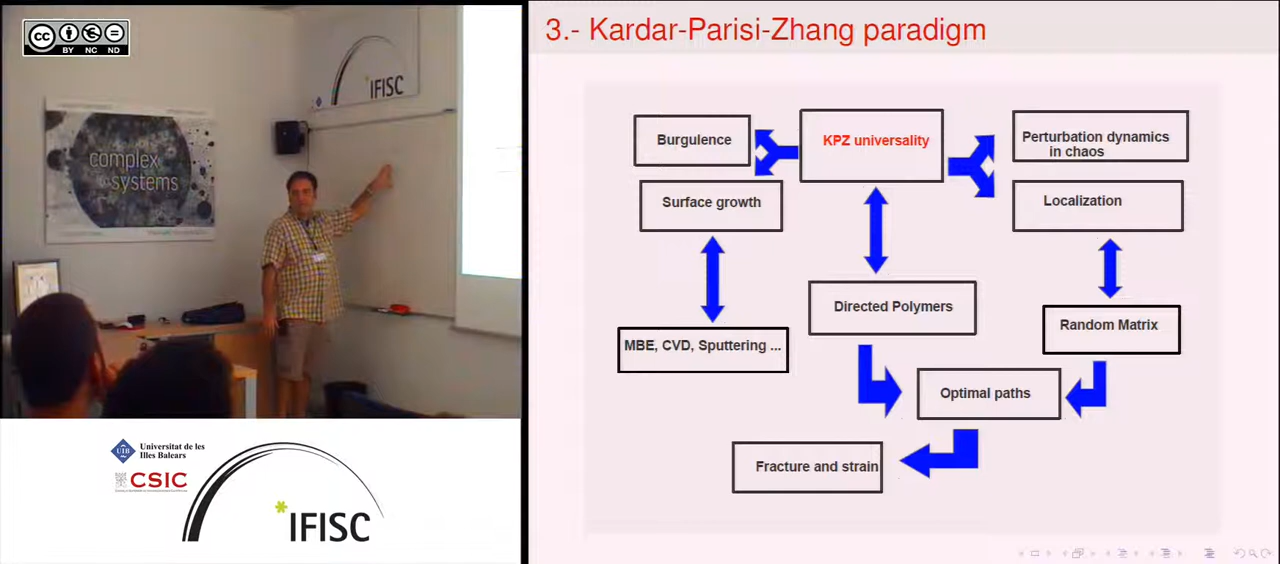 cc
BY NC ND
IFISC
complex
systems
Universitat de les
Illes Balears
UIB
CSIC
IFISC
3.- Kardar-Parisi-Zhang paradigm
Burgulence
KPZ universality
Perturbation dynamics
in chaos
Surface growth
Localization
Directed Polymers
Random Matrix
MBE, CVD, Sputtering ...
Optimal paths
Fracture and strain